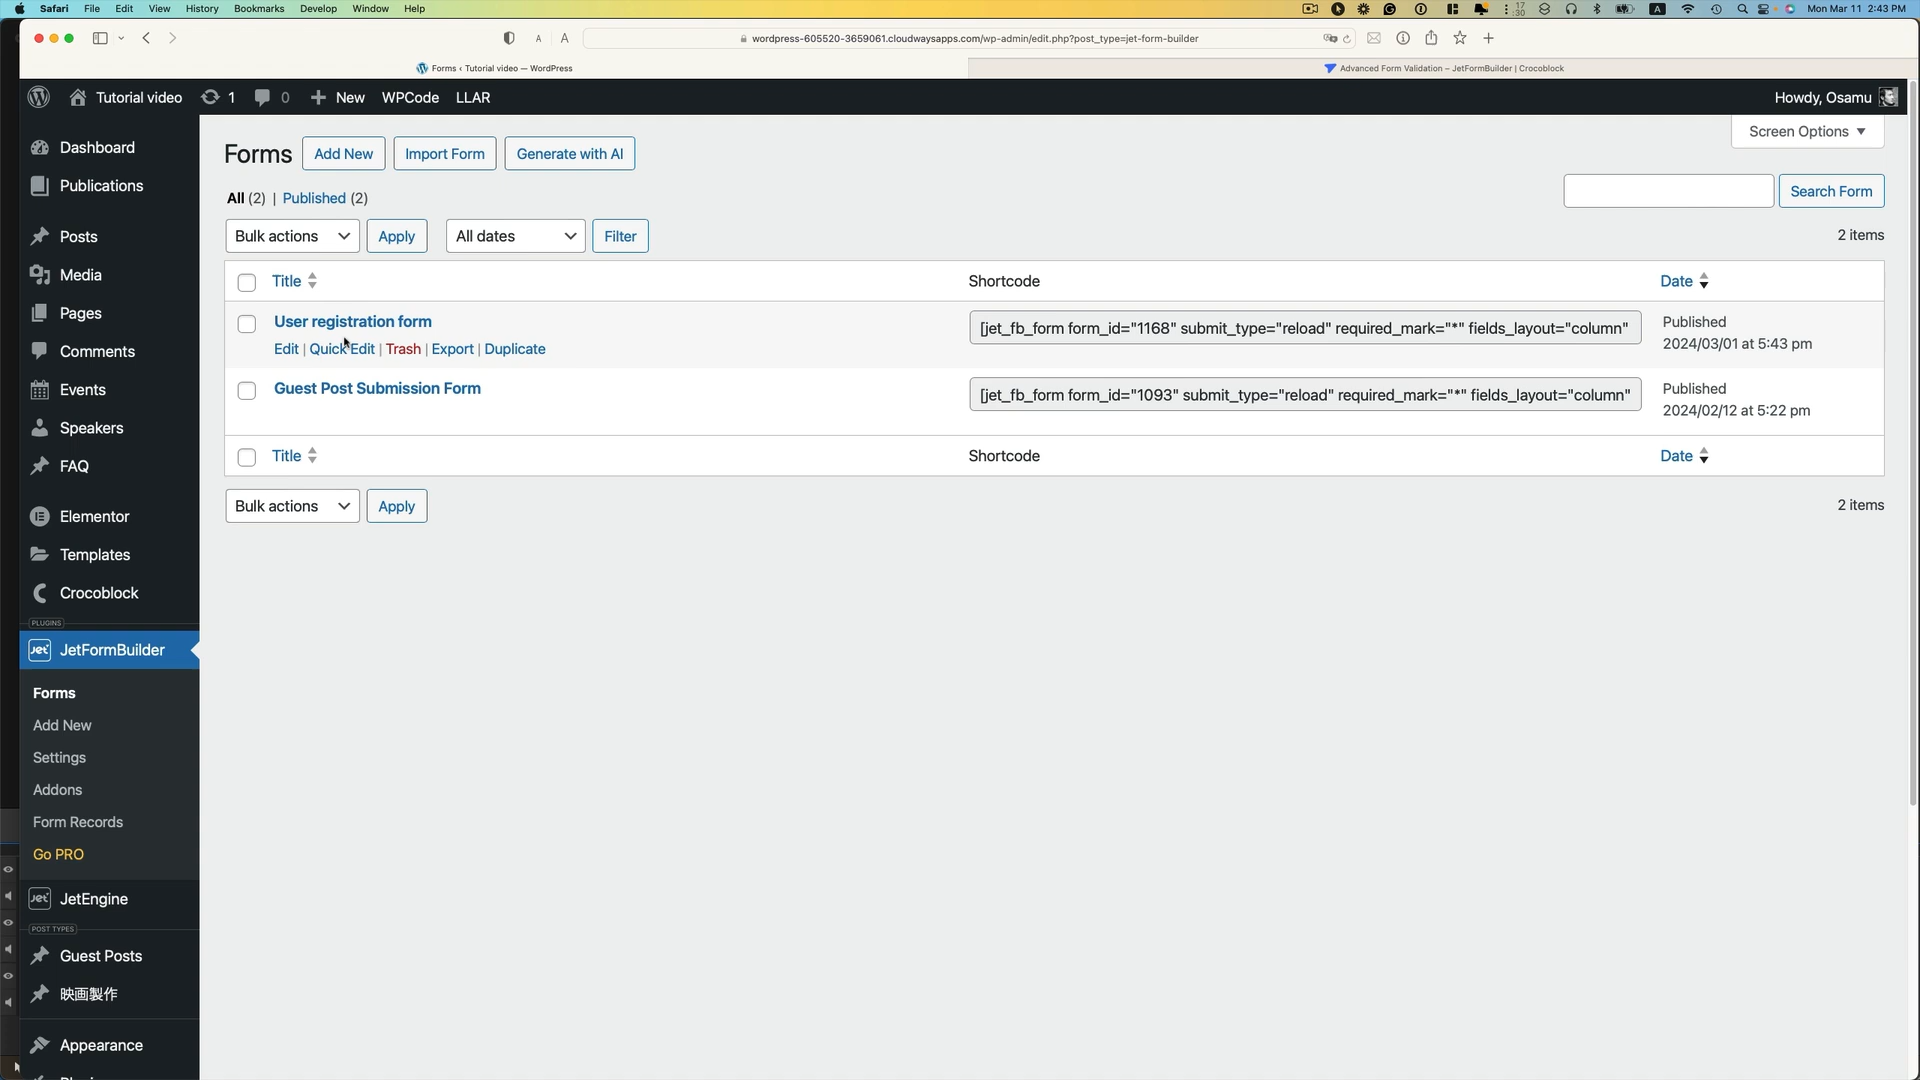 Safari File Edit View History Bookmarks Develop Window Help Mon Mar 11 2:43 PM
wordpress-605520-3659061.cloudwaysapps.com/wp-admin/edit.php?post_type=jet-form-builder
Forms ‹ Tutorial video — WordPress
Advanced Form Validation – JetFormBuilder | Crocoblock
Tutorial video 1 0 New WPCode LLAR Howdy, Osamu
Screen Options
Forms Add New Import Form Generate with AI
All (2) | Published (2)
Search Form
Bulk actions Apply All dates Filter 2 items
Title Shortcode Date
User registration form
Edit | Quick Edit | Trash | Export | Duplicate
[jet_fb_form form_id="1168" submit_type="reload" required_mark="*" fields_layout="column"
Published
2024/03/01 at 5:43 pm
Guest Post Submission Form
[jet_fb_form form_id="1093" submit_type="reload" required_mark="*" fields_layout="column"
Published
2024/02/12 at 5:22 pm
Title Shortcode Date
Bulk actions Apply 2 items
Dashboard
Publications
Posts
Media
Pages
Comments
Events
Speakers
FAQ
Elementor
Templates
Crocoblock
PLUGINS
JetFormBuilder
Forms
Add New
Settings
Addons
Form Records
Go PRO
JetEngine
POST TYPES
Guest Posts
映画製作
Appearance